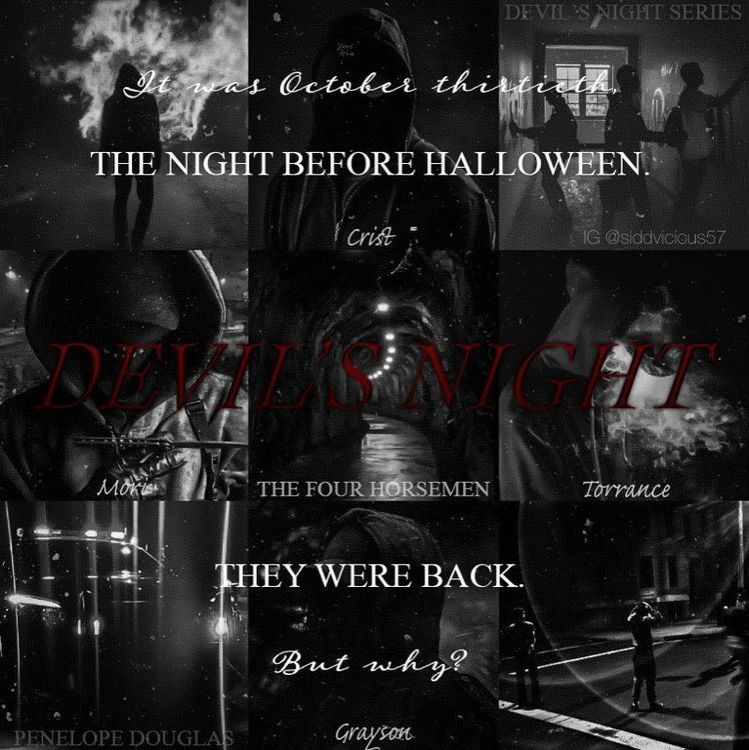 DEVIL`S NIGHT SERIES
It was October thirtieth,
THE NIGHT BEFORE HALLOWEEN.
Crist
IG @siddvicious57
DEVIL'S NIGHT
Mori
THE FOUR HORSEMEN
Torrance
THEY WERE BACK.
But why?
PENELOPE DOUGLAS
Grayson